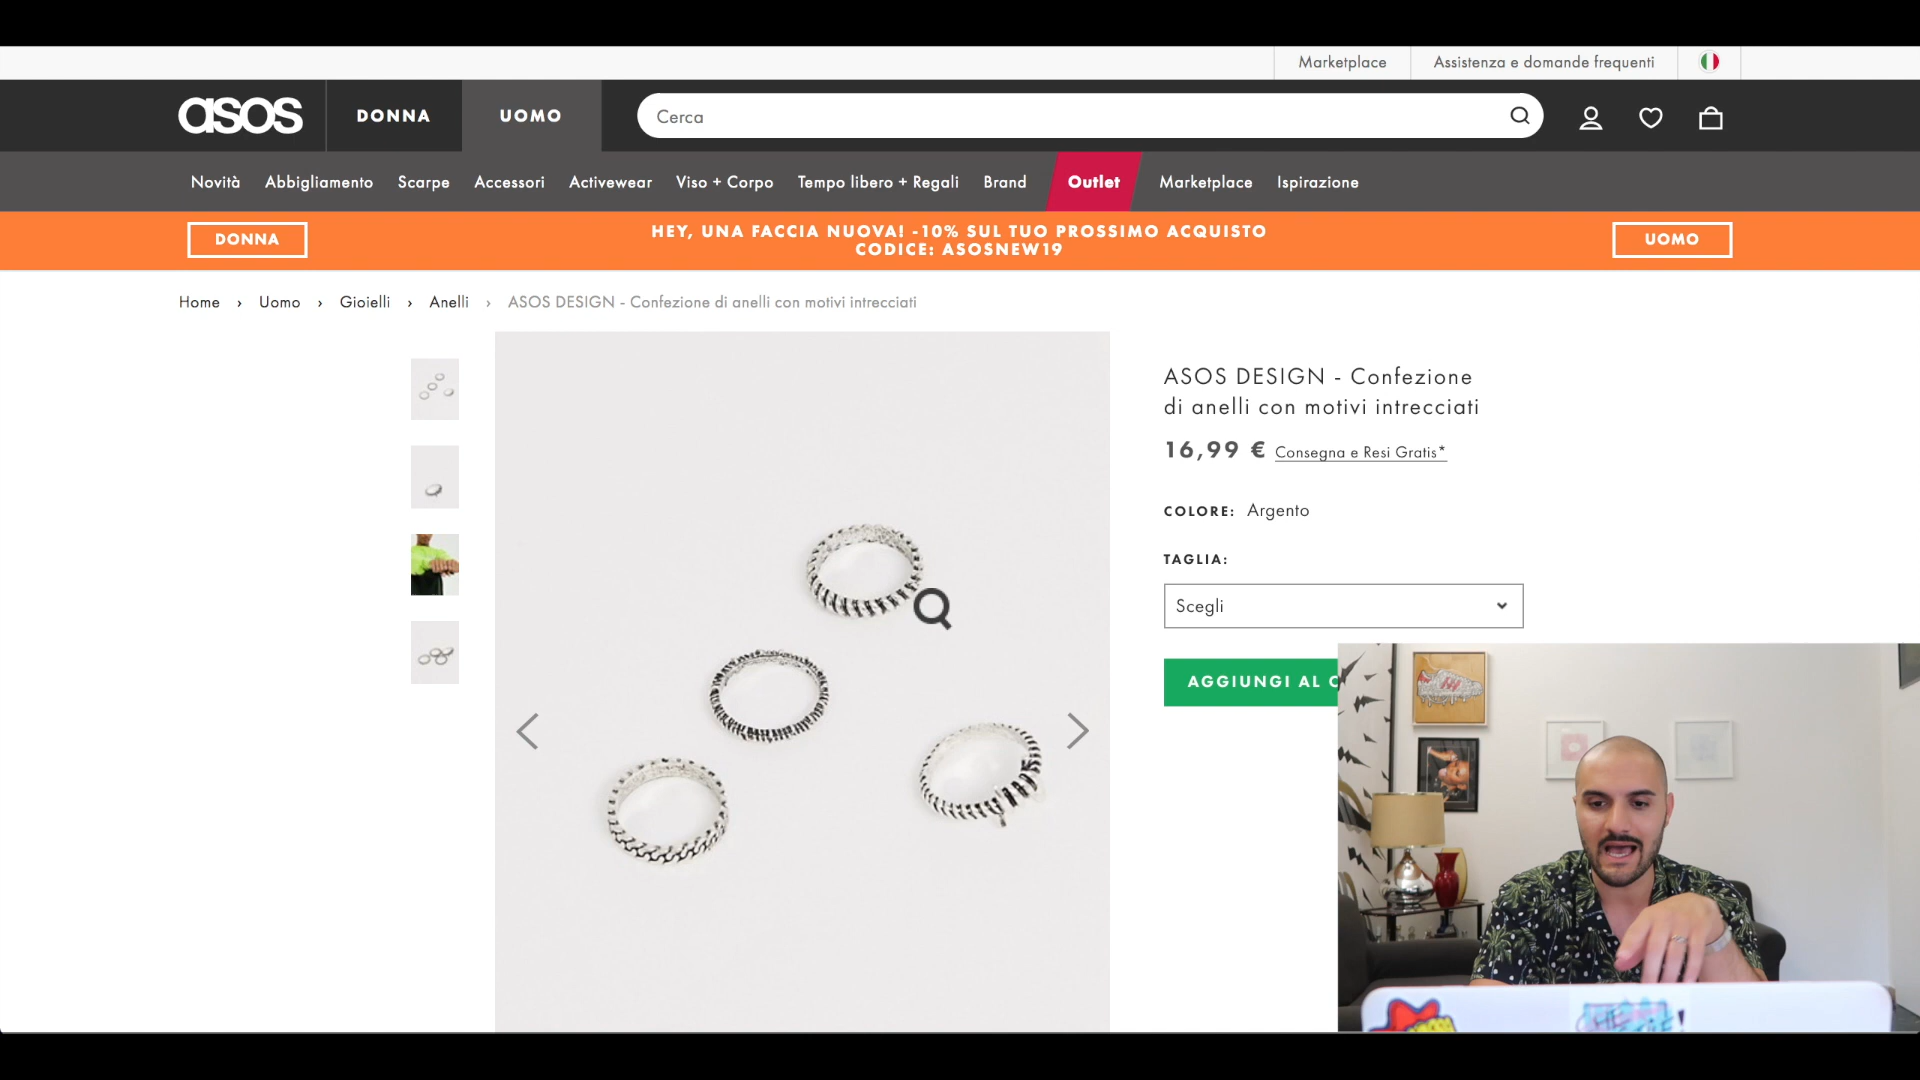 Marketplace
Assistenza e domande frequenti
asos
DONNA
UOMO
Cerca
Novità
Abbigliamento
Scarpe
Accessori
Activewear
Viso + Corpo
Tempo libero + Regali
Brand
Outlet
Marketplace
Ispirazione
DONNA
HEY, UNA FACCIA NUOVA! -10% SUL TUO PROSSIMO ACQUISTO
CODICE: ASOSNEW19
UOMO
Home › Uomo › Gioielli › Anelli › ASOS DESIGN - Confezione di anelli con motivi intrecciati
ASOS DESIGN - Confezione
di anelli con motivi intrecciati
16,99 € Consegna e Resi Gratis*
COLORE: Argento
TAGLIA:
Scegli
AGGIUNGI AL